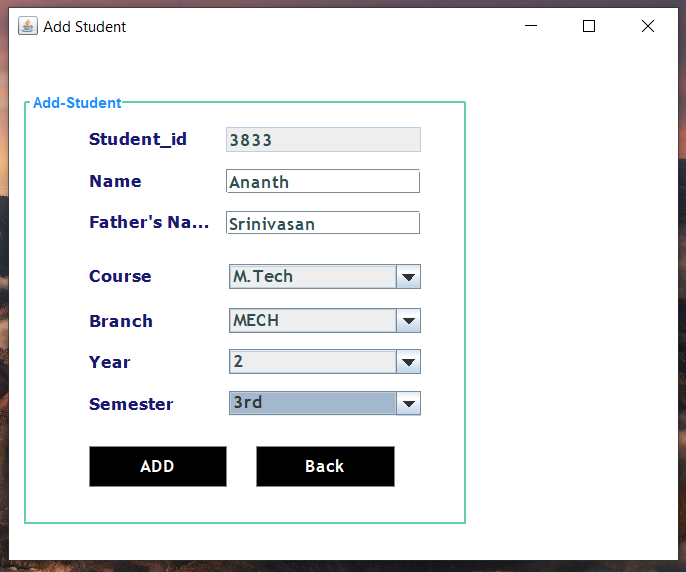 Add Student
Add-Student
Student_id 3833
Name Ananth
Father's Na... Srinivasan
Course M.Tech
Branch MECH
Year 2
Semester 3rd
ADD Back